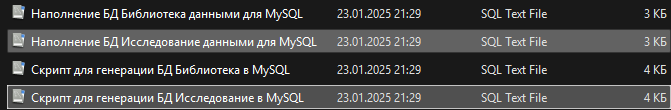 Наполнение БД Библиотека данными для MySQL 23.01.2025 21:29 SQL Text File 3 КБ
Наполнение БД Исследование данными для MySQL 23.01.2025 21:29 SQL Text File 3 КБ
Скрипт для генерации БД Библиотека в MySQL 23.01.2025 21:29 SQL Text File 4 КБ
Скрипт для генерации БД Исследование в MySQL 23.01.2025 21:29 SQL Text File 4 КБ